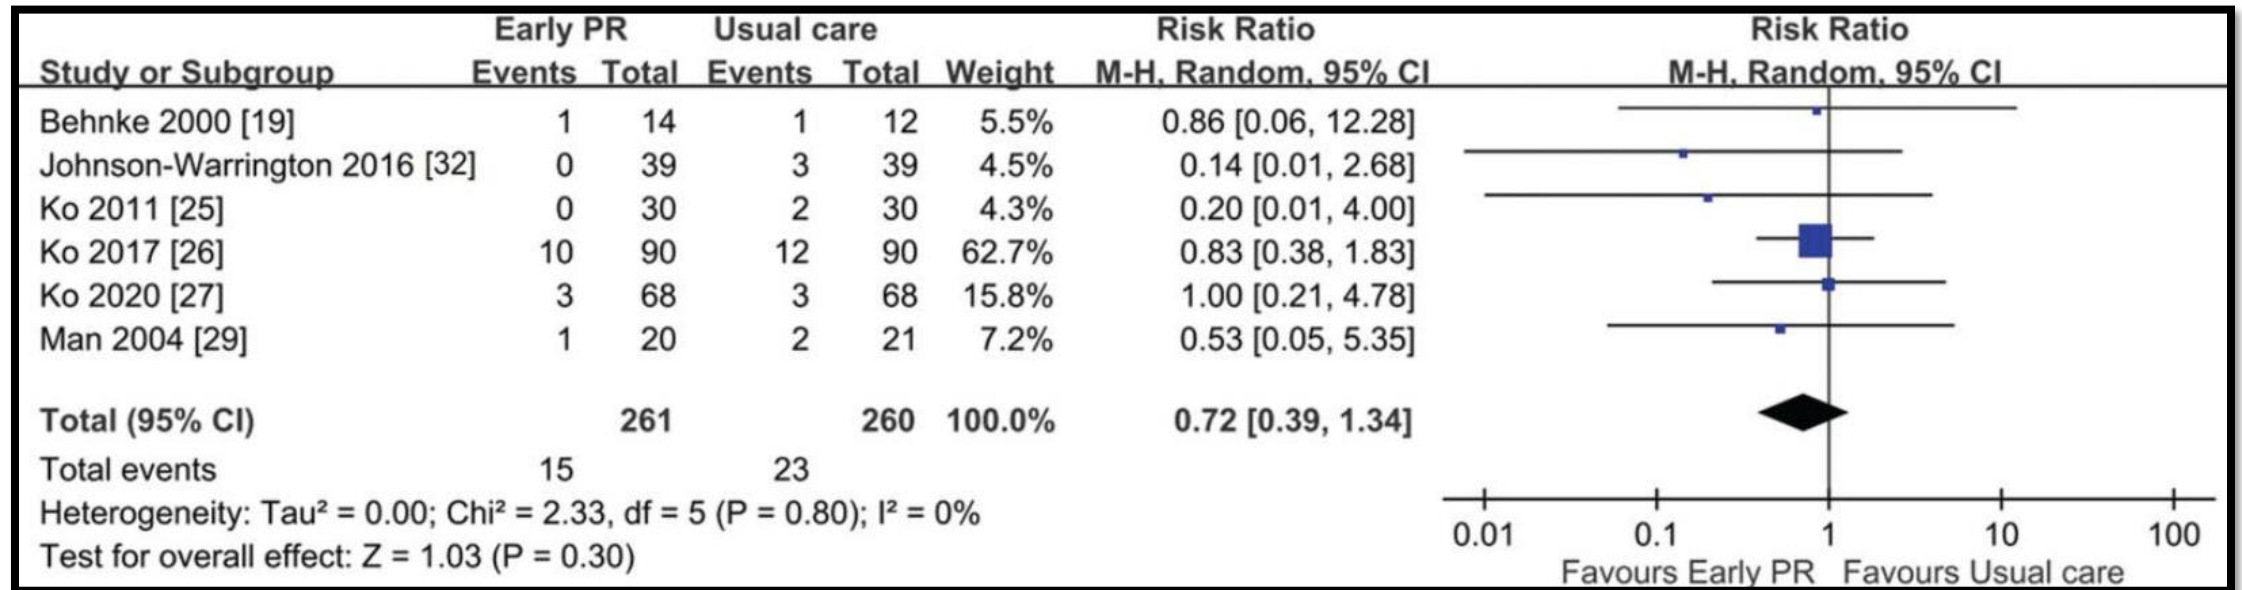 Early PR Usual care Risk Ratio Risk Ratio
Study or Subgroup Events Total Events Total Weight M-H, Random, 95% CI M-H, Random, 95% CI
Behnke 2000 [19] 1 14 1 12 5.5% 0.86 [0.06, 12.28]
Johnson-Warrington 2016 [32] 0 39 3 39 4.5% 0.14 [0.01, 2.68]
Ko 2011 [25] 0 30 2 30 4.3% 0.20 [0.01, 4.00]
Ko 2017 [26] 10 90 12 90 62.7% 0.83 [0.38, 1.83]
Ko 2020 [27] 3 68 3 68 15.8% 1.00 [0.21, 4.78]
Man 2004 [29] 1 20 2 21 7.2% 0.53 [0.05, 5.35]
Total (95% CI) 261 260 100.0% 0.72 [0.39, 1.34]
Total events 15 23
Heterogeneity: Tau² = 0.00; Chi² = 2.33, df = 5 (P = 0.80); I² = 0%
Test for overall effect: Z = 1.03 (P = 0.30)
0.01 0.1 1 10 100
Favours Early PR Favours Usual care